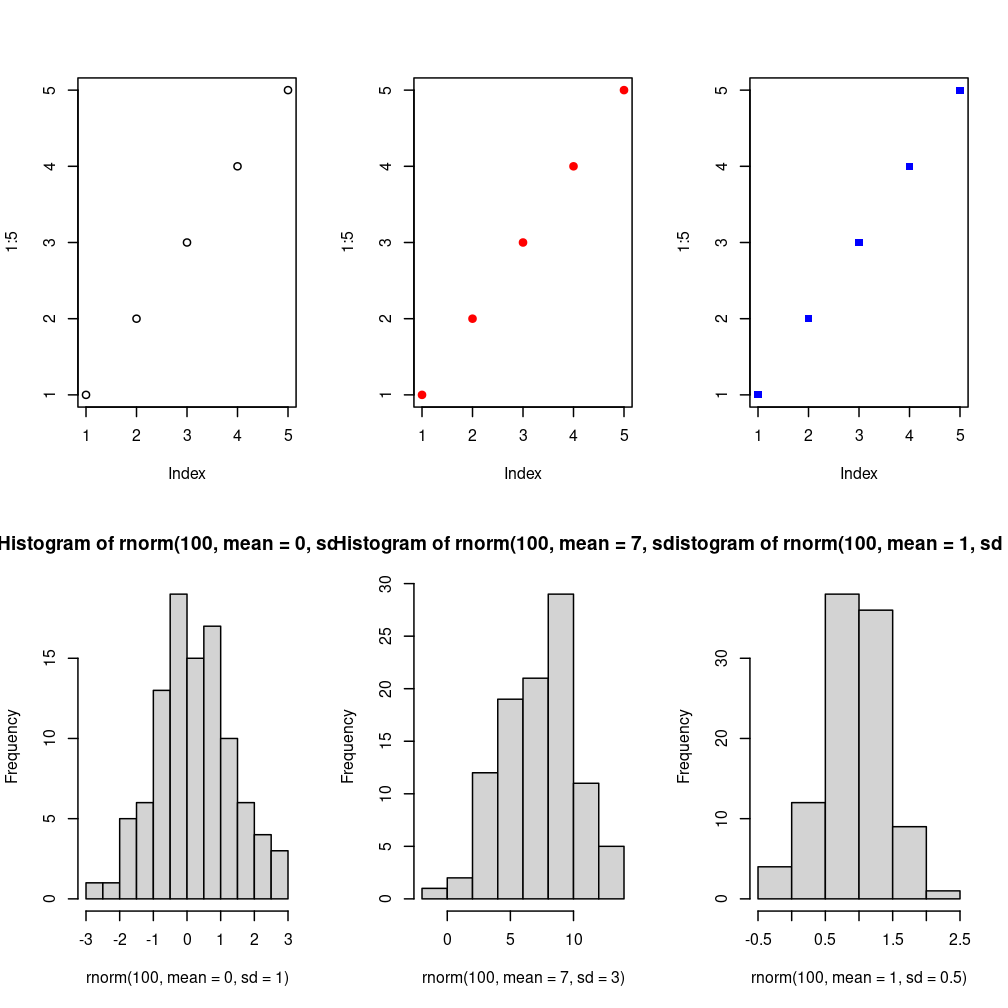 1:5
5
4
3
2
1
1 2 3 4 5
Index
1:5
5
4
3
2
1
1 2 3 4 5
Index
1:5
5
4
3
2
1
1 2 3 4 5
Index
Histogram of rnorm(100, mean = 0, sd
Frequency
15
10
5
0
-3 -2 -1 0 1 2 3
rnorm(100, mean = 0, sd = 1)
Histogram of rnorm(100, mean = 7, sd
Frequency
30
25
20
15
10
5
0
0 5 10
rnorm(100, mean = 7, sd = 3)
istogram of rnorm(100, mean = 1, sd
Frequency
30
20
10
0
-0.5 0.5 1.5 2.5
rnorm(100, mean = 1, sd = 0.5)